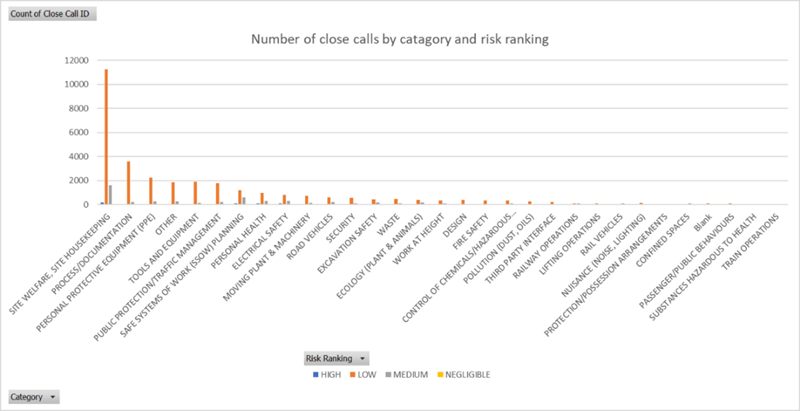 Count of Close Call ID
Number of close calls by catagory and risk ranking
12000
10000
8000
6000
4000
2000
0
SITE WELFARE, SITE HOUSEKEEPING
PROCESS/DOCUMENTATION
PERSONAL PROTECTIVE EQUIPMENT (PPE)
OTHER
TOOLS AND EQUIPMENT
PUBLIC PROTECTION/TRAFFIC MANAGEMENT
SAFE SYSTEMS OF WORK (SSOW) PLANNING
PERSONAL HEALTH
ELECTRICAL SAFETY
MOVING PLANT & MACHINERY
ROAD VEHICLES
SECURITY
EXCAVATION SAFETY
WASTE
ECOLOGY (PLANT & ANIMALS)
WORK AT HEIGHT
DESIGN
FIRE SAFETY
CONTROL OF CHEMICALS/HAZARDOUS...
POLLUTION (DUST, OILS)
THIRD PARTY INTERFACE
RAILWAY OPERATIONS
LIFTING OPERATIONS
RAIL VEHICLES
NUISANCE (NOISE, LIGHTING)
PROTECTION/POSSESSION ARRANGEMENTS
CONFINED SPACES
Blank
PASSENGER/PUBLIC BEHAVIOURS
SUBSTANCES HAZARDOUS TO HEALTH
TRAIN OPERATIONS
Risk Ranking
HIGH LOW MEDIUM NEGLIGIBLE
Category